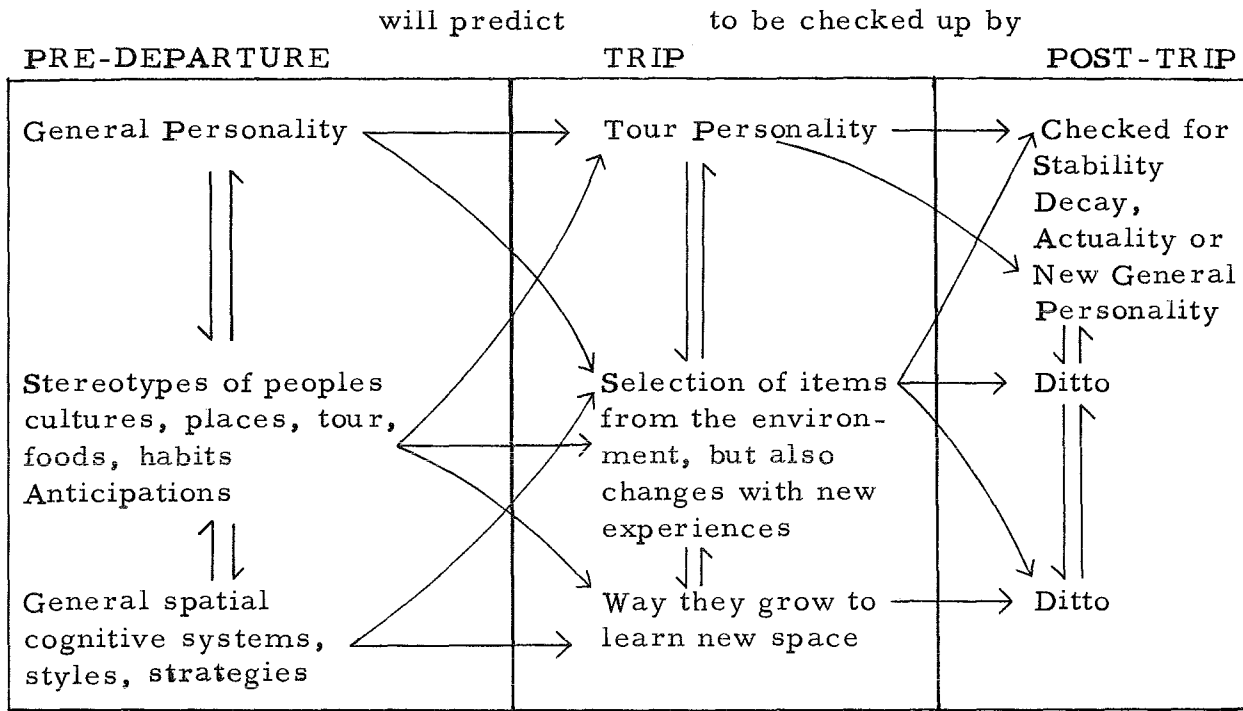 will predict to be checked up by
PRE-DEPARTURE TRIP POST-TRIP
General Personality
Stereotypes of peoples
cultures, places, tour,
foods, habits
Anticipations
General spatial
cognitive systems,
styles, strategies
Tour Personality
Selection of items
from the environ-
ment, but also
changes with new
experiences
Way they grow to
learn new space
Checked for
Stability
Decay,
Actuality or
New General
Personality
Ditto
Ditto